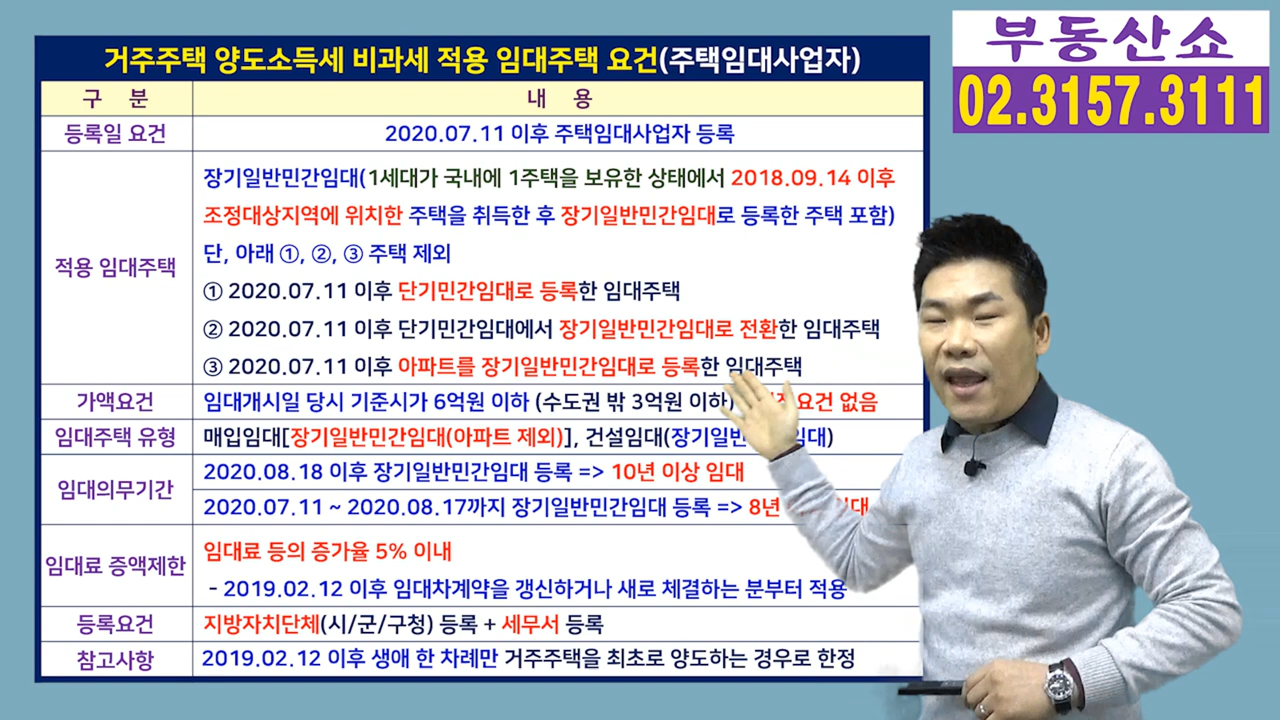 부동산쇼
02.3157.3111
거주주택 양도소득세 비과세 적용 임대주택 요건(주택임대사업자)
구 분 내 용
등록일 요건 2020.07.11 이후 주택임대사업자 등록
적용 임대주택
장기일반민간임대(1세대가 국내에 1주택을 보유한 상태에서 2018.09.14 이후
조정대상지역에 위치한 주택을 취득한 후 장기일반민간임대로 등록한 주택 포함)
단, 아래 ①, ②, ③ 주택 제외
① 2020.07.11 이후 단기민간임대로 등록한 임대주택
② 2020.07.11 이후 단기민간임대에서 장기일반민간임대로 전환한 임대주택
③ 2020.07.11 이후 아파트를 장기일반민간임대로 등록한 임대주택
가액요건 임대개시일 당시 기준시가 6억원 이하 (수도권 밖 3억원 이하) 요건 없음
임대주택 유형 매입임대[장기일반민간임대(아파트 제외)], 건설임대(장기일반 임대)
임대의무기간
2020.08.18 이후 장기일반민간임대 등록 => 10년 이상 임대
2020.07.11 ~ 2020.08.17까지 장기일반민간임대 등록 => 8년 임대
임대료 증액제한
임대료 등의 증가율 5% 이내
- 2019.02.12 이후 임대차계약을 갱신하거나 새로 체결하는 분부터 적용
등록요건 지방자치단체(시/군/구청) 등록 + 세무서 등록
참고사항 2019.02.12 이후 생애 한 차례만 거주주택을 최초로 양도하는 경우로 한정